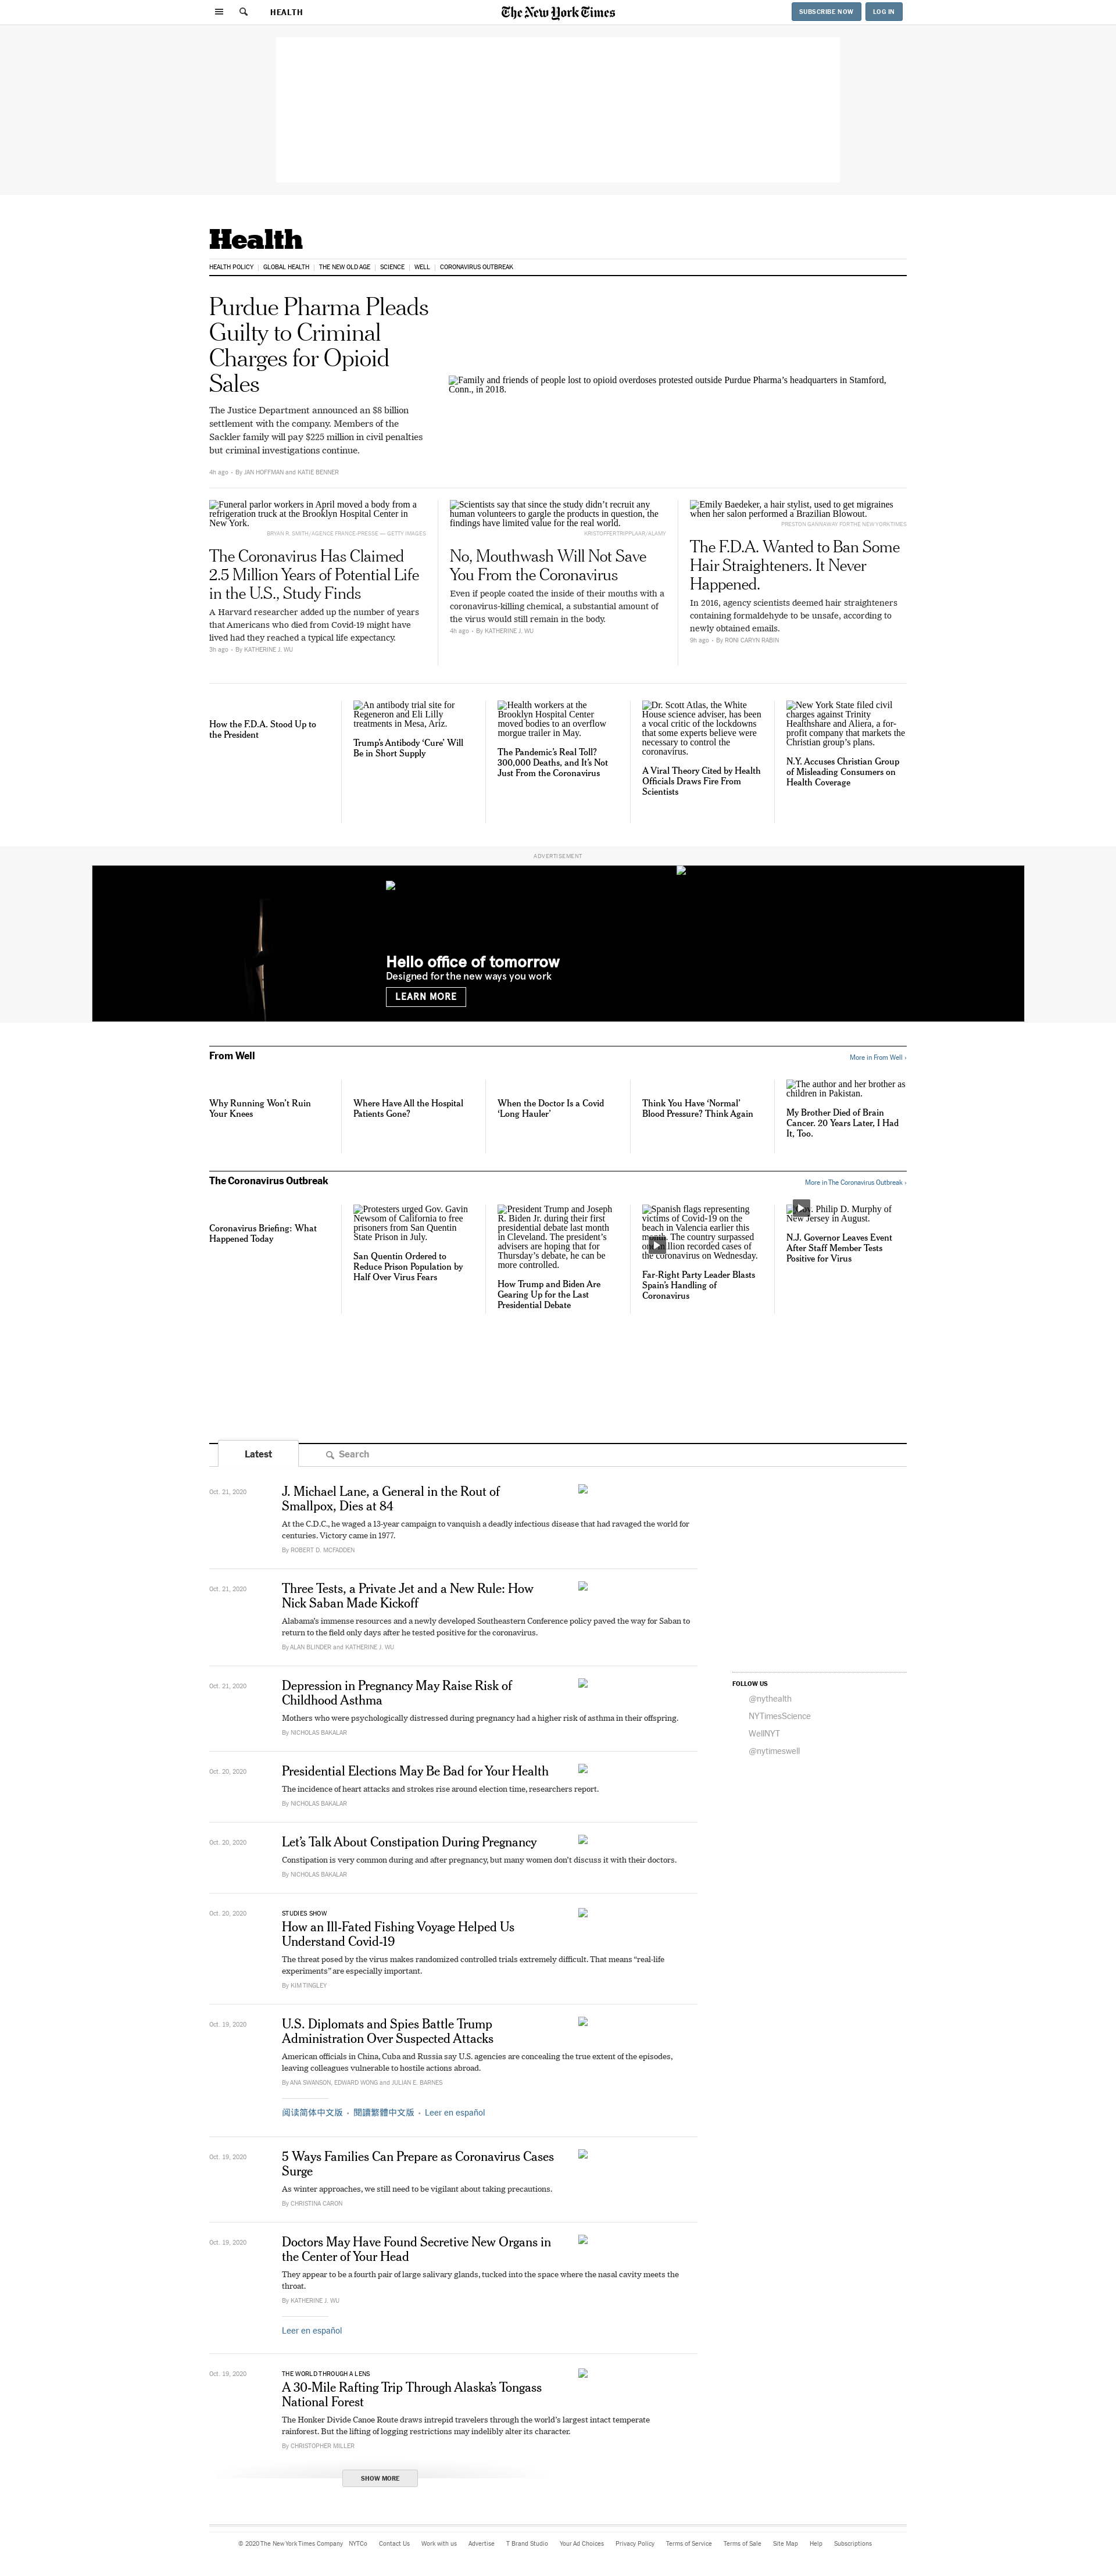 HEALTH
The New York Times
SUBSCRIBE NOW
LOG IN
Health
HEALTH POLICY
GLOBAL HEALTH
THE NEW OLD AGE
SCIENCE
WELL
CORONAVIRUS OUTBREAK
Purdue Pharma Pleads
Guilty to Criminal
Charges for Opioid
Sales
The Justice Department announced an $8 billion
settlement with the company. Members of the
Sackler family will pay $225 million in civil penalties
but criminal investigations continue.
4h ago • By JAN HOFFMAN and KATIE BENNER
Family and friends of people lost to opioid overdoses protested outside Purdue Pharma’s headquarters in Stamford,
Conn., in 2018.
Funeral parlor workers in April moved a body from a
refrigeration truck at the Brooklyn Hospital Center in
New York.
BRYAN R. SMITH/AGENCE FRANCE-PRESSE — GETTY IMAGES
The Coronavirus Has Claimed
2.5 Million Years of Potential Life
in the U.S., Study Finds
A Harvard researcher added up the number of years
that Americans who died from Covid-19 might have
lived had they reached a typical life expectancy.
3h ago • By KATHERINE J. WU
Scientists say that since the study didn’t recruit any
human volunteers to gargle the products in question, the
findings have limited value for the real world.
KRISTOFFER TRIPPLAAR/ALAMY
No, Mouthwash Will Not Save
You From the Coronavirus
Even if people coated the inside of their mouths with a
coronavirus-killing chemical, a substantial amount of
the virus would still remain in the body.
4h ago • By KATHERINE J. WU
Emily Baedeker, a hair stylist, used to get migraines
when her salon performed a Brazilian Blowout.
PRESTON GANNAWAY FOR THE NEW YORK TIMES
The F.D.A. Wanted to Ban Some
Hair Straighteners. It Never
Happened.
In 2016, agency scientists deemed hair straighteners
containing formaldehyde to be unsafe, according to
newly obtained emails.
9h ago • By RONI CARYN RABIN
How the F.D.A. Stood Up to
the President
An antibody trial site for
Regeneron and Eli Lilly
treatments in Mesa, Ariz.
Trump’s Antibody ‘Cure’ Will
Be in Short Supply
Health workers at the
Brooklyn Hospital Center
moved bodies to an overflow
morgue trailer in May.
The Pandemic’s Real Toll?
300,000 Deaths, and It’s Not
Just From the Coronavirus
Dr. Scott Atlas, the White
House science adviser, has been
a vocal critic of the lockdowns
that some experts believe were
necessary to control the
coronavirus.
A Viral Theory Cited by Health
Officials Draws Fire From
Scientists
New York State filed civil
charges against Trinity
Healthshare and Aliera, a for-
profit company that markets the
Christian group’s plans.
N.Y. Accuses Christian Group
of Misleading Consumers on
Health Coverage
ADVERTISEMENT
Hello office of tomorrow
Designed for the new ways you work
LEARN MORE
From Well
More in From Well ›
Why Running Won’t Ruin
Your Knees
Where Have All the Hospital
Patients Gone?
When the Doctor Is a Covid
‘Long Hauler’
Think You Have ‘Normal’
Blood Pressure? Think Again
The author and her brother as
children in Pakistan.
My Brother Died of Brain
Cancer. 20 Years Later, I Had
It, Too.
The Coronavirus Outbreak
More in The Coronavirus Outbreak ›
Coronavirus Briefing: What
Happened Today
Protesters urged Gov. Gavin
Newsom of California to free
prisoners from San Quentin
State Prison in July.
San Quentin Ordered to
Reduce Prison Population by
Half Over Virus Fears
President Trump and Joseph
R. Biden Jr. during their first
presidential debate last month
in Cleveland. The president’s
advisers are hoping that for
Thursday’s debate, he can be
more controlled.
How Trump and Biden Are
Gearing Up for the Last
Presidential Debate
Spanish flags representing
victims of Covid-19 on the
beach in Valencia earlier this
The country surpassed
recorded cases of
the coronavirus on Wednesday.
Far-Right Party Leader Blasts
Spain’s Handling of
Coronavirus
Philip D. Murphy of
New Jersey in August.
N.J. Governor Leaves Event
After Staff Member Tests
Positive for Virus
Latest
Search
Oct. 21, 2020
J. Michael Lane, a General in the Rout of
Smallpox, Dies at 84
At the C.D.C., he waged a 13-year campaign to vanquish a deadly infectious disease that had ravaged the world for
centuries. Victory came in 1977.
By ROBERT D. MCFADDEN
Oct. 21, 2020
Three Tests, a Private Jet and a New Rule: How
Nick Saban Made Kickoff
Alabama’s immense resources and a newly developed Southeastern Conference policy paved the way for Saban to
return to the field only days after he tested positive for the coronavirus.
By ALAN BLINDER and KATHERINE J. WU
Oct. 21, 2020
Depression in Pregnancy May Raise Risk of
Childhood Asthma
Mothers who were psychologically distressed during pregnancy had a higher risk of asthma in their offspring.
By NICHOLAS BAKALAR
FOLLOW US
@nythealth
NYTimesScience
WellNYT
@nytimeswell
Oct. 20, 2020
Presidential Elections May Be Bad for Your Health
The incidence of heart attacks and strokes rise around election time, researchers report.
By NICHOLAS BAKALAR
Oct. 20, 2020
Let’s Talk About Constipation During Pregnancy
Constipation is very common during and after pregnancy, but many women don’t discuss it with their doctors.
By NICHOLAS BAKALAR
Oct. 20, 2020
STUDIES SHOW
How an Ill-Fated Fishing Voyage Helped Us
Understand Covid-19
The threat posed by the virus makes randomized controlled trials extremely difficult. That means “real-life
experiments” are especially important.
By KIM TINGLEY
Oct. 19, 2020
U.S. Diplomats and Spies Battle Trump
Administration Over Suspected Attacks
American officials in China, Cuba and Russia say U.S. agencies are concealing the true extent of the episodes,
leaving colleagues vulnerable to hostile actions abroad.
By ANA SWANSON, EDWARD WONG and JULIAN E. BARNES
阅读简体中文版 • 閱讀繁體中文版 • Leer en español
Oct. 19, 2020
5 Ways Families Can Prepare as Coronavirus Cases
Surge
As winter approaches, we still need to be vigilant about taking precautions.
By CHRISTINA CARON
Oct. 19, 2020
Doctors May Have Found Secretive New Organs in
the Center of Your Head
They appear to be a fourth pair of large salivary glands, tucked into the space where the nasal cavity meets the
throat.
By KATHERINE J. WU
Leer en español
Oct. 19, 2020
THE WORLD THROUGH A LENS
A 30-Mile Rafting Trip Through Alaska’s Tongass
National Forest
The Honker Divide Canoe Route draws intrepid travelers through the world’s largest intact temperate
rainforest. But the lifting of logging restrictions may indelibly alter its character.
By CHRISTOPHER MILLER
SHOW MORE
© 2020 The New York Times Company NYTCo Contact Us Work with us Advertise T Brand Studio Your Ad Choices Privacy Policy Terms of Service Terms of Sale Site Map Help Subscriptions